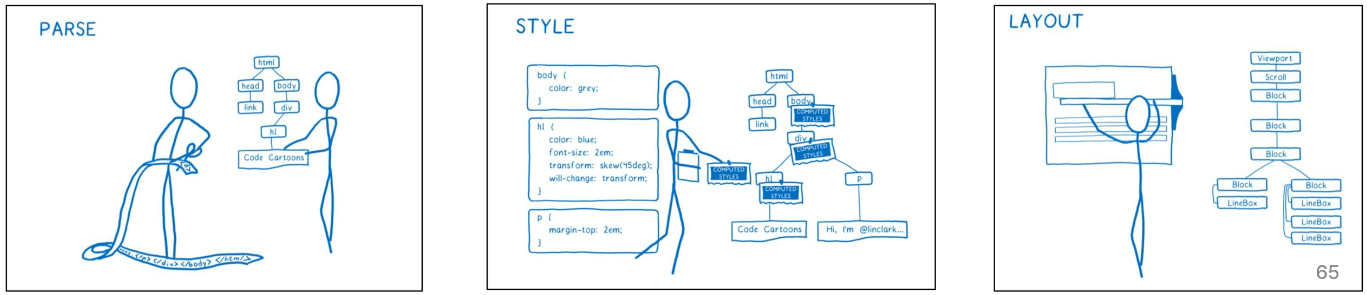 PARSE
html
head body
link div
h1
Code Cartoons
</p></div></body></html>
STYLE
body {
color: grey;
}
h1 {
color: blue;
font-size: 2em;
transform: skew(45deg);
will-change: transform;
}
p {
margin-top: 2em;
}
COMPUTED
STYLES
html
head body
COMPUTED
STYLES
link
div
COMPUTED
STYLES
h1 p
COMPUTED
STYLES
Code Cartoons Hi, I'm @linclark...
LAYOUT
Viewport
Scroll
Block
Block
Block
Block Block
LineBox LineBox
LineBox
LineBox
65